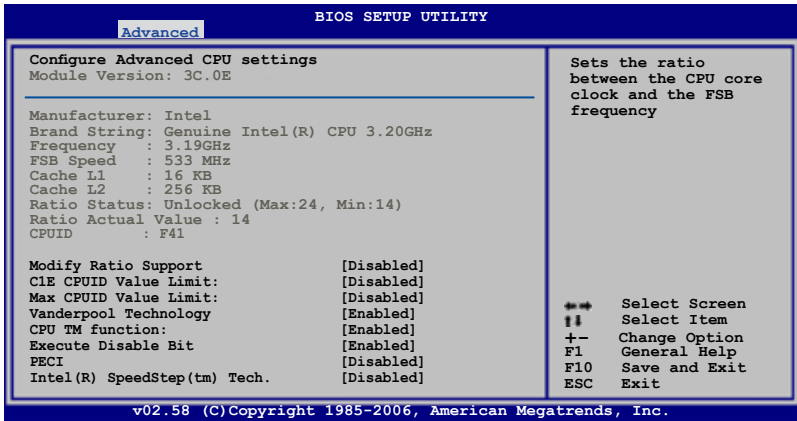 BIOS SETUP UTILITY
Advanced
Configure Advanced CPU settings
Module Version: 3C.0E
Manufacturer: Intel
Brand String: Genuine Intel(R) CPU 3.20GHz
Frequency : 3.19GHz
FSB Speed : 533 MHz
Cache L1 : 16 KB
Cache L2 : 256 KB
Ratio Status: Unlocked (Max:24, Min:14)
Ratio Actual Value : 14
CPUID : F41
Modify Ratio Support [Disabled]
C1E CPUID Value Limit: [Disabled]
Max CPUID Value Limit: [Disabled]
Vanderpool Technology [Enabled]
CPU TM function: [Enabled]
Execute Disable Bit [Enabled]
PECI [Disabled]
Intel(R) SpeedStep(tm) Tech. [Disabled]
Sets the ratio
between the CPU core
clock and the FSB
frequency
←→ Select Screen
↑↓ Select Item
+- Change Option
F1 General Help
F10 Save and Exit
ESC Exit
v02.58 (C)Copyright 1985-2006, American Megatrends, Inc.